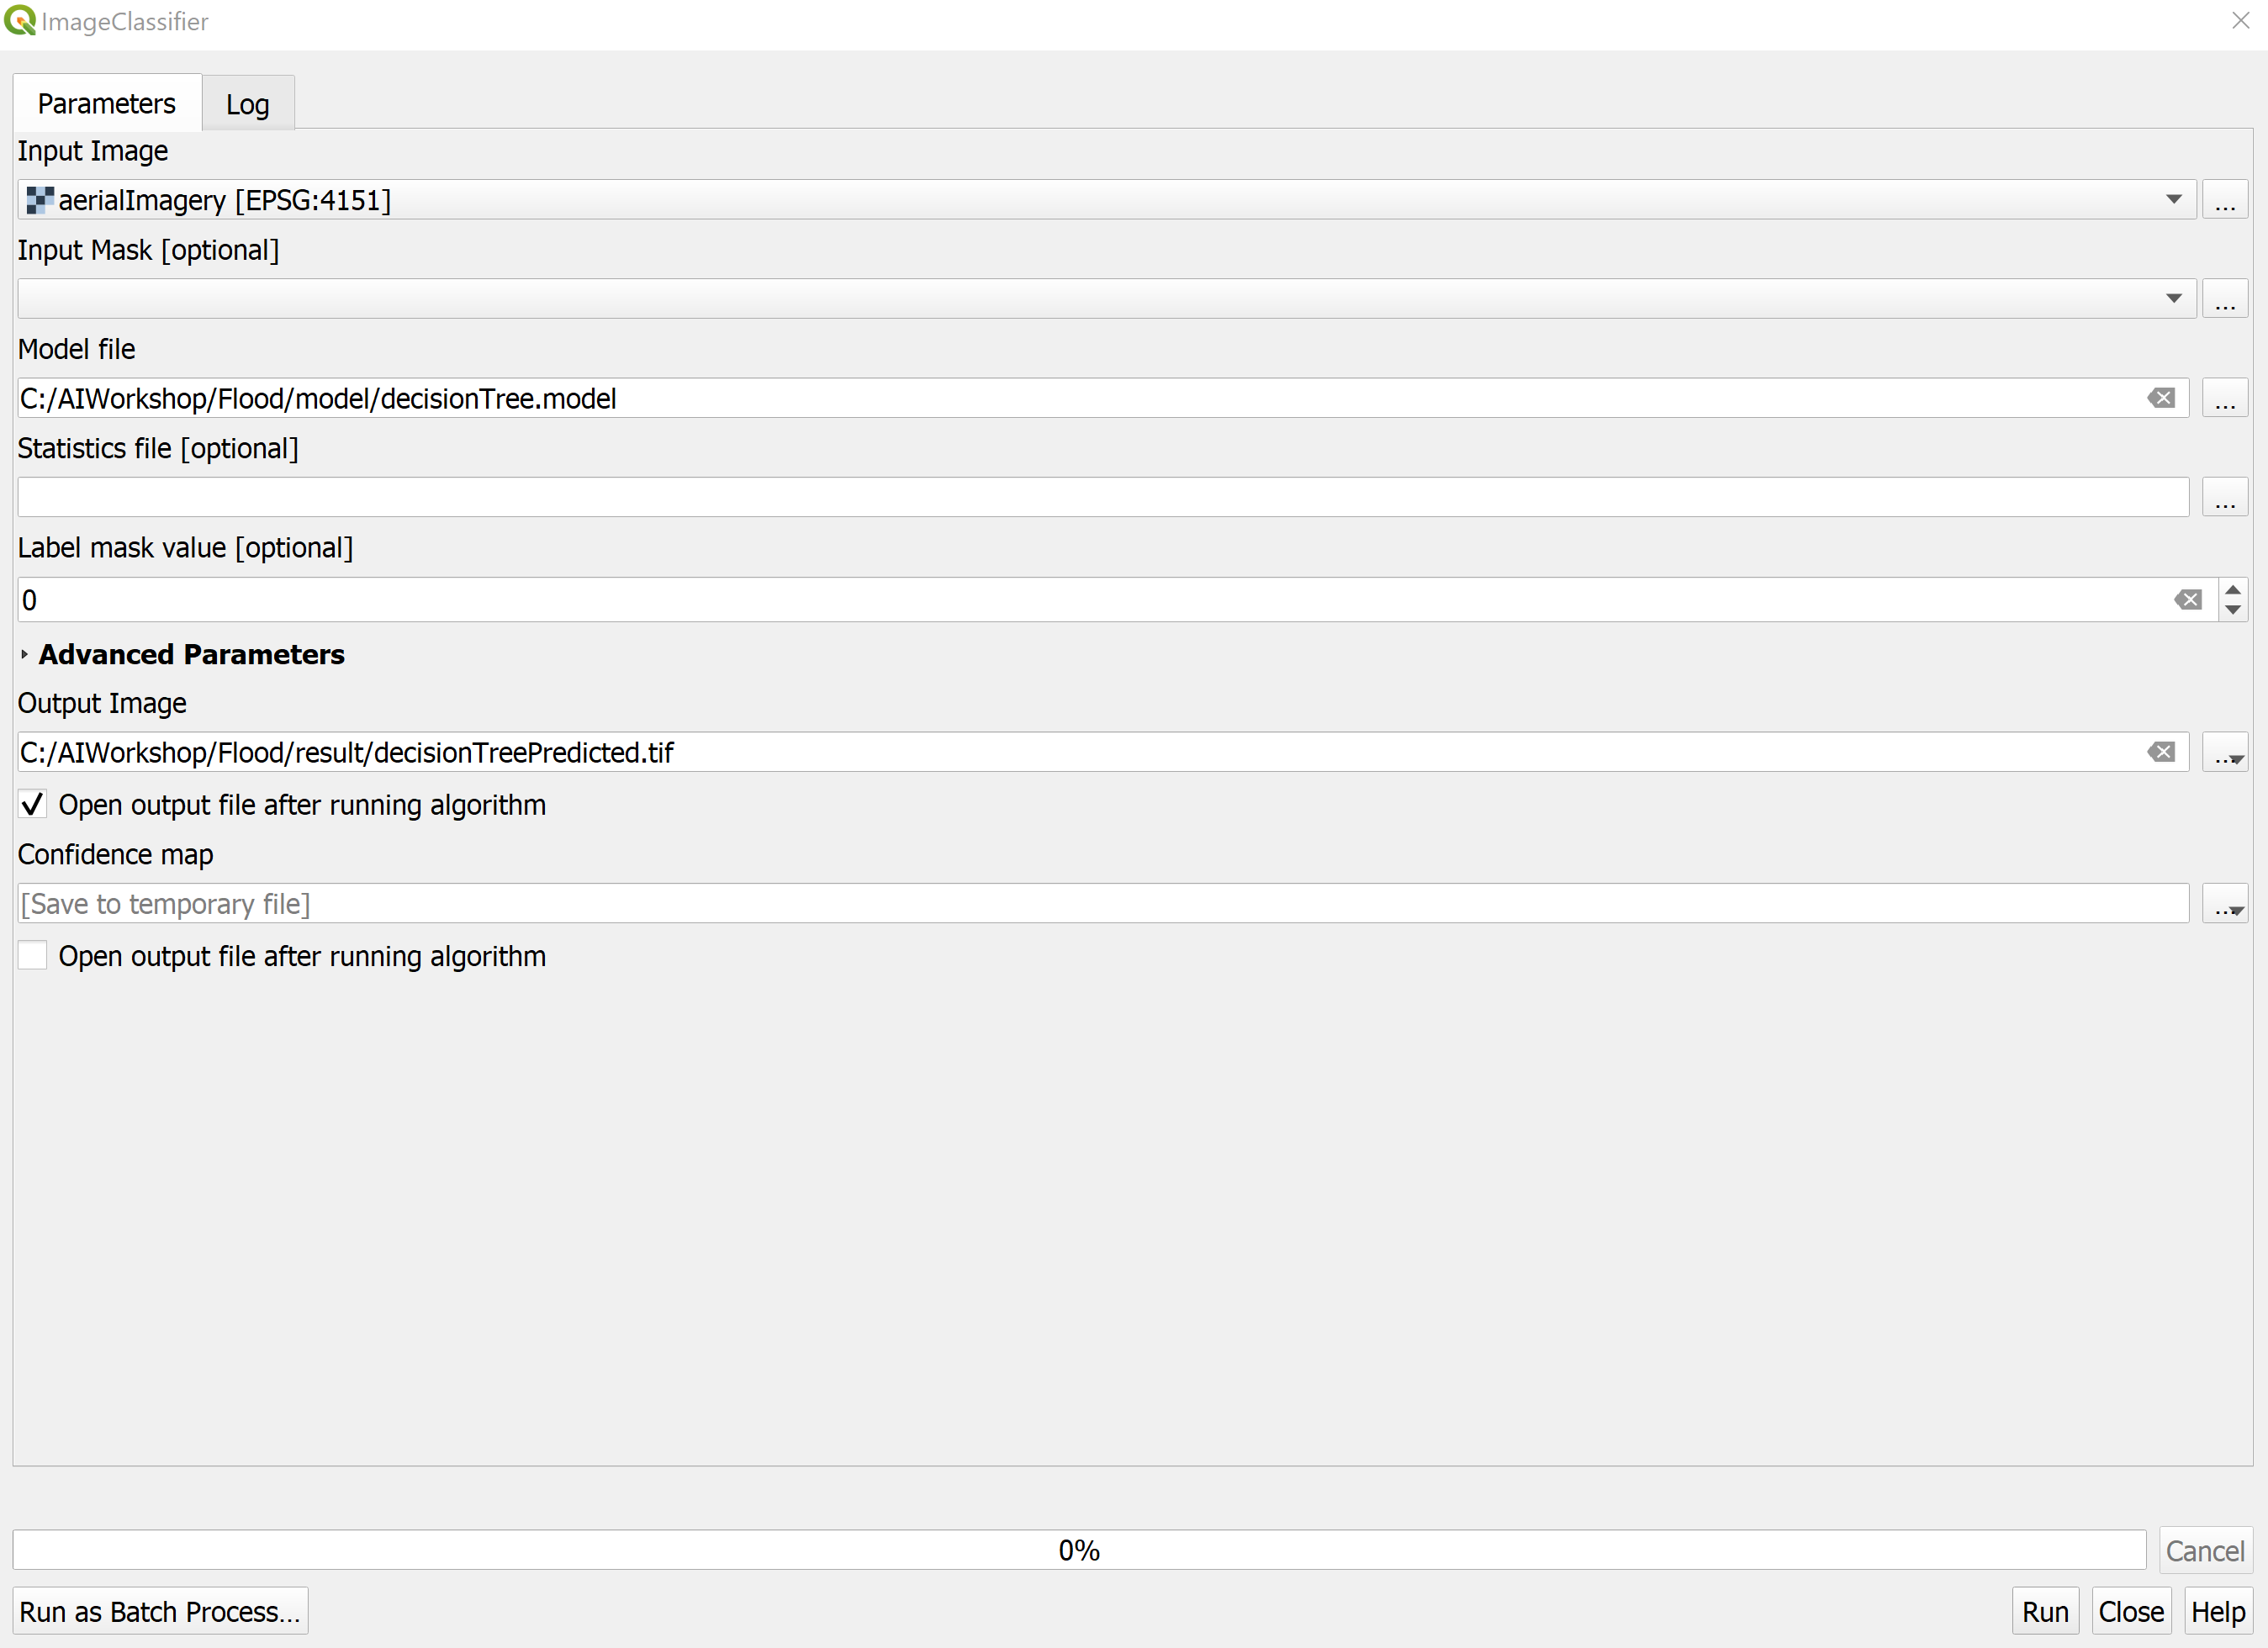 ImageClassifier
Parameters Log
Input Image
aerialImagery [EPSG:4151]
...
Input Mask [optional]
...
Model file
C:/AIWorkshop/Flood/model/decisionTree.model
...
Statistics file [optional]
...
Label mask value [optional]
0
Advanced Parameters
Output Image
C:/AIWorkshop/Flood/result/decisionTreePredicted.tif
...
Open output file after running algorithm
Confidence map
[Save to temporary file]
...
Open output file after running algorithm
0%
Cancel
Run as Batch Process... Run Close Help